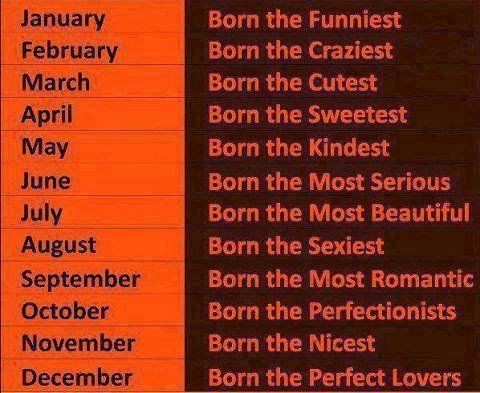 January Born the Funniest
February Born the Craziest
March Born the Cutest
April Born the Sweetest
May Born the Kindest
June Born the Most Serious
July Born the Most Beautiful
August Born the Sexiest
September Born the Most Romantic
October Born the Perfectionists
November Born the Nicest
December Born the Perfect Lovers